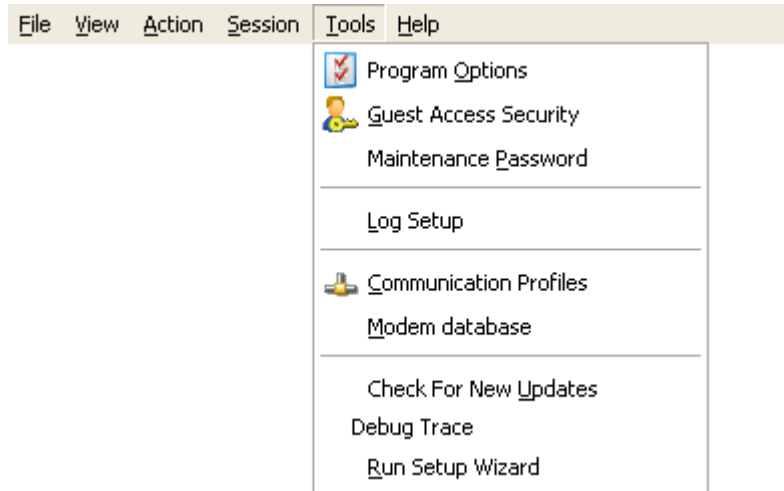 File View Action Session Tools Help
Program Options
Guest Access Security
Maintenance Password
Log Setup
Communication Profiles
Modem database
Check For New Updates
Debug Trace
Run Setup Wizard